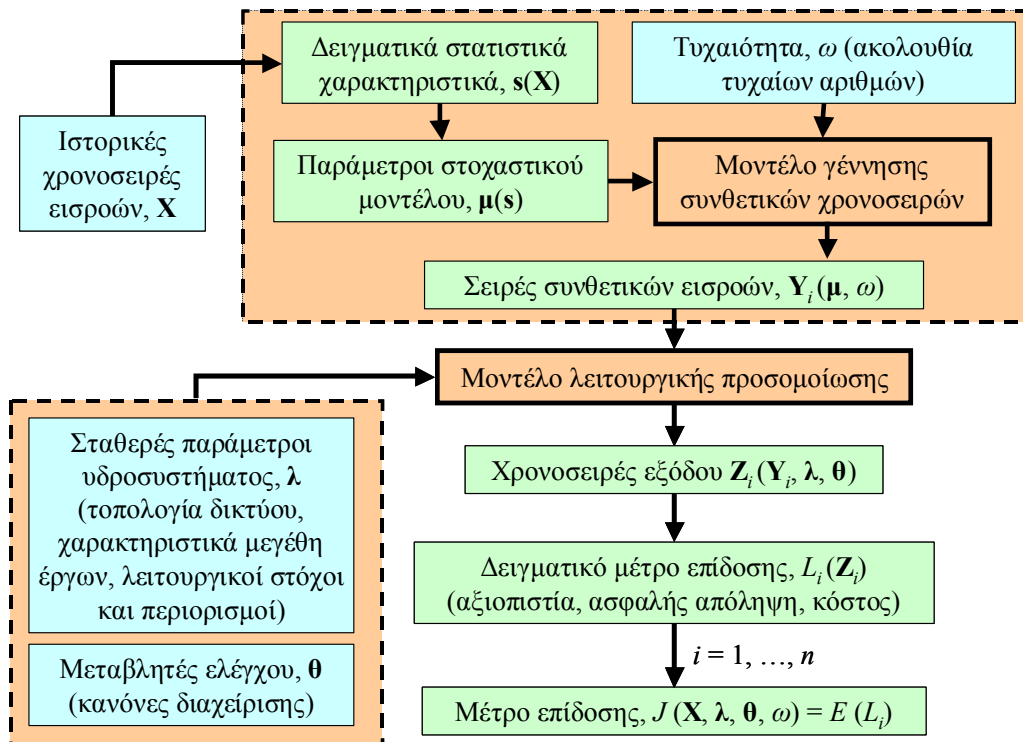 Δειγματικά στατιστικά
χαρακτηριστικά, s(X)
Τυχαιότητα, ω (ακολουθία
τυχαίων αριθμών)
Ιστορικές
χρονοσειρές
εισροών, X
Παράμετροι στοχαστικού
μοντέλου, μ(s)
Μοντέλο γέννησης
συνθετικών χρονοσειρών
Σειρές συνθετικών εισροών, Yi (μ, ω)
Μοντέλο λειτουργικής προσομοίωσης
Σταθερές παράμετροι
υδροσυστήματος, λ
(τοπολογία δικτύου,
χαρακτηριστικά μεγέθη
έργων, λειτουργικοί στόχοι
και περιορισμοί)
Μεταβλητές ελέγχου, θ
(κανόνες διαχείρισης)
Χρονοσειρές εξόδου Zi (Yi, λ, θ)
Δειγματικό μέτρο επίδοσης, Li (Zi)
(αξιοπιστία, ασφαλής απόληψη, κόστος)
i = 1, …, n
Μέτρο επίδοσης, J (X, λ, θ, ω) = E (Li)